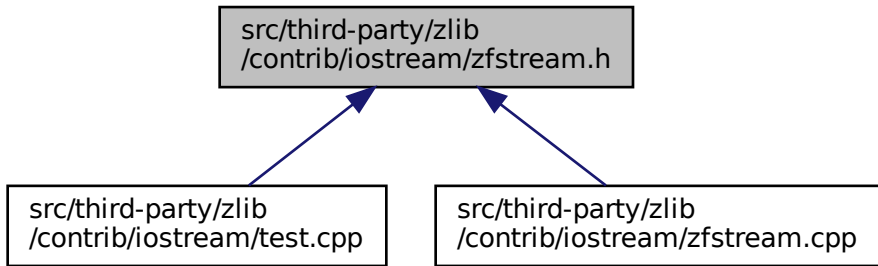 src/third-party/zlib
/contrib/iostream/zfstream.h
src/third-party/zlib
/contrib/iostream/test.cpp
src/third-party/zlib
/contrib/iostream/zfstream.cpp